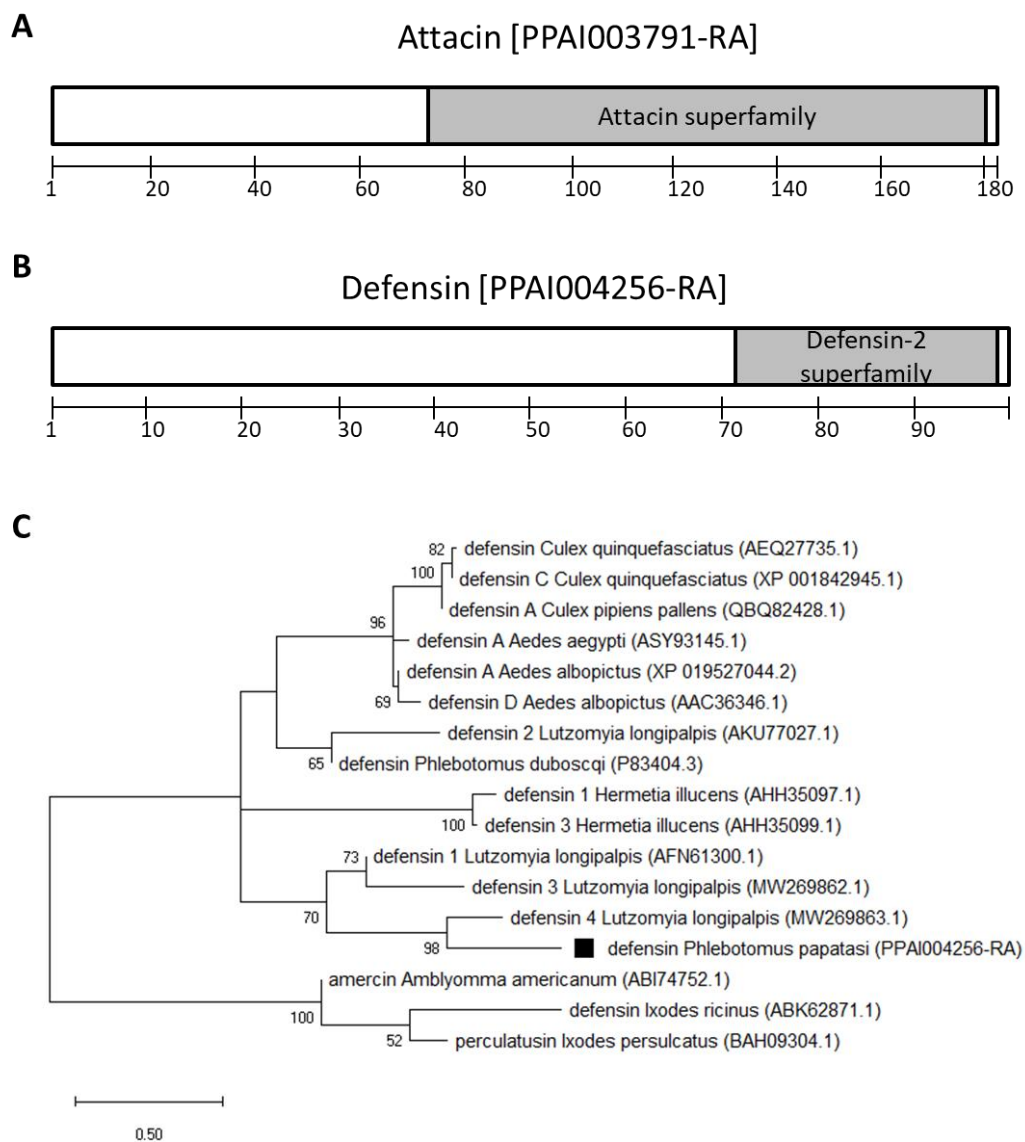 A
Attacin [PPAI003791-RA]
Attacin superfamily
1 20 40 60 80 100 120 140 160 180
B
Defensin [PPAI004256-RA]
Defensin-2
superfamily
1 10 20 30 40 50 60 70 80 90
C
82 defensin Culex quinquefasciatus (AEQ27735.1)
100 defensin C Culex quinquefasciatus (XP 001842945.1)
defensin A Culex pipiens pallens (QBQ82428.1)
96
defensin A Aedes aegypti (ASY93145.1)
defensin A Aedes albopictus (XP 019527044.2)
69 defensin D Aedes albopictus (AAC36346.1)
defensin 2 Lutzomyia longipalpis (AKU77027.1)
65 defensin Phlebotomus duboscqi (P83404.3)
defensin 1 Hermetia illucens (AHH35097.1)
100 defensin 3 Hermetia illucens (AHH35099.1)
73 defensin 1 Lutzomyia longipalpis (AFN61300.1)
defensin 3 Lutzomyia longipalpis (MW269862.1)
70 defensin 4 Lutzomyia longipalpis (MW269863.1)
98 defensin Phlebotomus papatasi (PPAI004256-RA)
amercin Amblyomma americanum (ABI74752.1)
100 defensin Ixodes ricinus (ABK62871.1)
52 perculatusin Ixodes persulcatus (BAH09304.1)
0.50